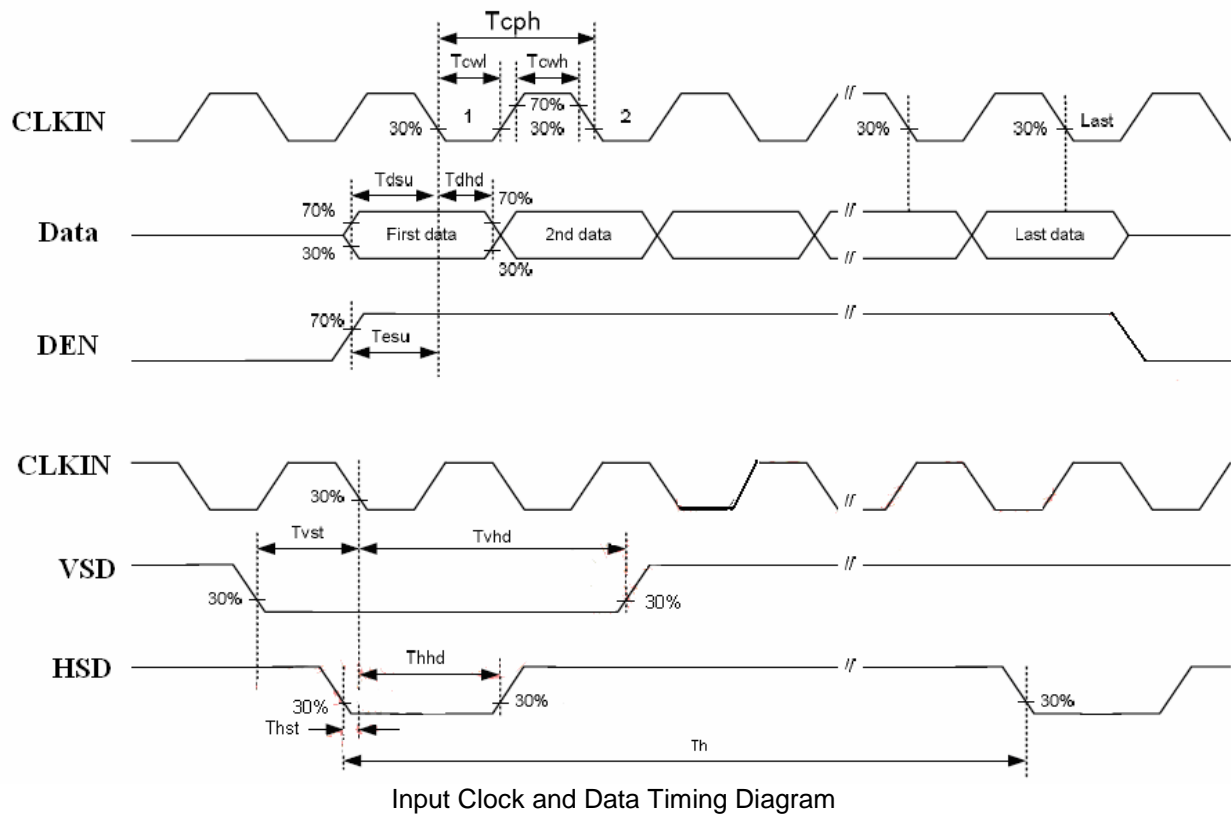 Tcph
Tcwl Tcwh
CLKIN 30% 1 70% 30% 2 // 30% 30% Last
Tdsu Tdhd
70% 70%
Data First data 2nd data // Last data
30% 30%
//
70%
DEN Tesu //
CLKIN 30% //
Tvst Tvhd
VSD //
30% 30%
HSD Thhd //
30% 30% 30%
Thst
Th
Input Clock and Data Timing Diagram